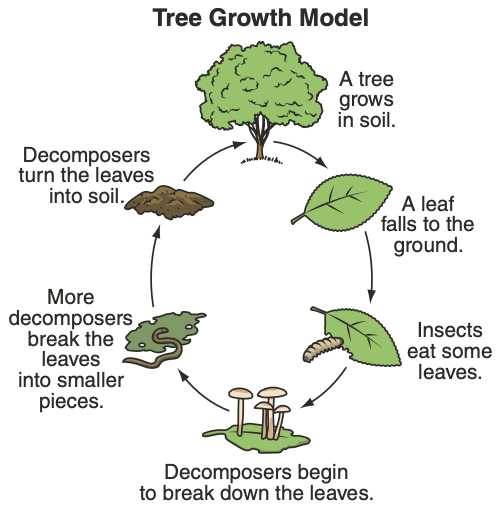 Tree Growth Model
A tree
grows
in soil.
A leaf
falls to the
ground.
Insects
eat some
leaves.
Decomposers begin
to break down the leaves.
More
decomposers
break the
leaves
into smaller
pieces.
Decomposers
turn the leaves
into soil.